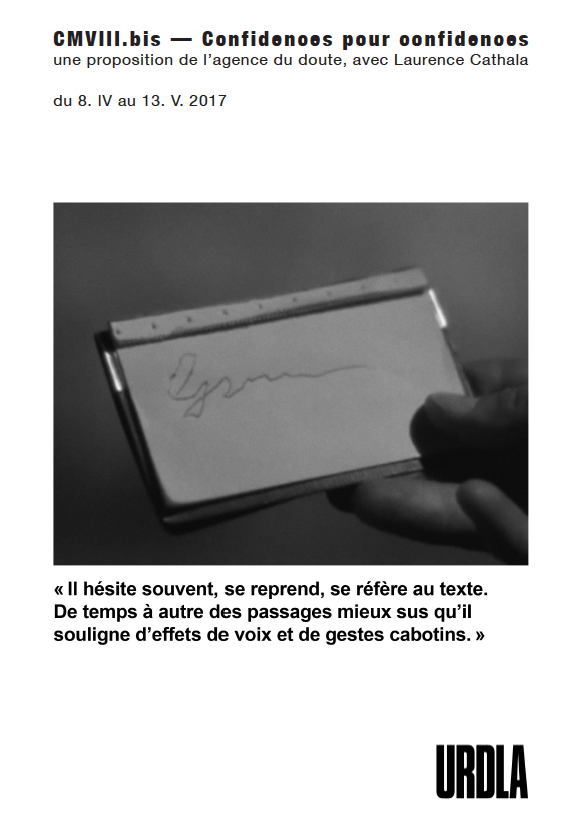 CMVIII.bis — Confidences pour confidences
une proposition de l'agence du doute, avec Laurence Cathala
du 8. IV au 13. V. 2017
« Il hésite souvent, se reprend, se réfère au texte.
De temps à autre des passages mieux sus qu'il
souligne d'effets de voix et de gestes cabotins. »
URDLA